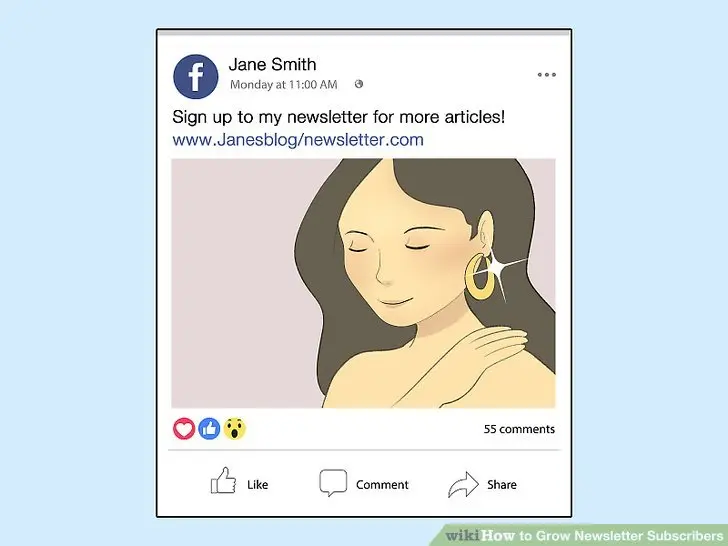 f
Jane Smith
Monday at 11:00 AM
Sign up to my newsletter for more articles!
www.Janesblog/newsletter.com
55 comments
Like
Comment
Share
wikiHow to Grow Newsletter Subscribers